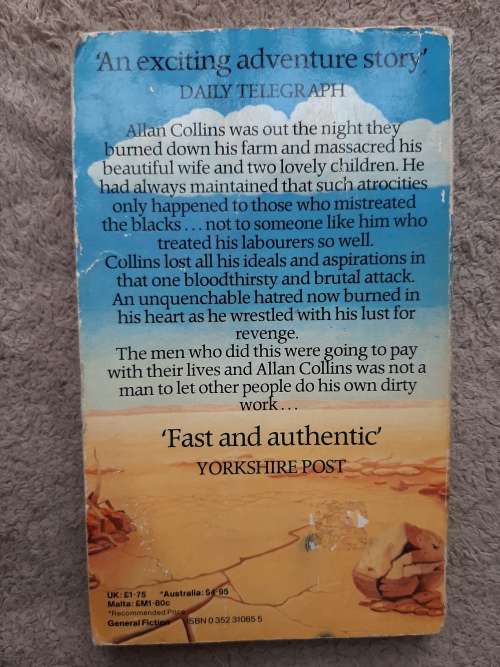 'An exciting adventure story'
DAILY TELEGRAPH
Allan Collins was out the night they
burned down his farm and massacred his
beautiful wife and two lovely children. He
had always maintained that such atrocities
only happened to those who mistreated
the blacks... not to someone like him who
treated his labourers so well.
Collins lost all his ideals and aspirations in
that one bloodthirsty and brutal attack.
An unquenchable hatred now burned in
his heart as he wrestled with his lust for
revenge.
The men who did this were going to pay
with their lives and Allan Collins was not a
man to let other people do his own dirty
work...
'Fast and authentic'
YORKSHIRE POST
UK: £1·75 *Australia: $4·95
Malta: £M1·80c
*Recommended Price
General Fiction ISBN 0 352 31085 5